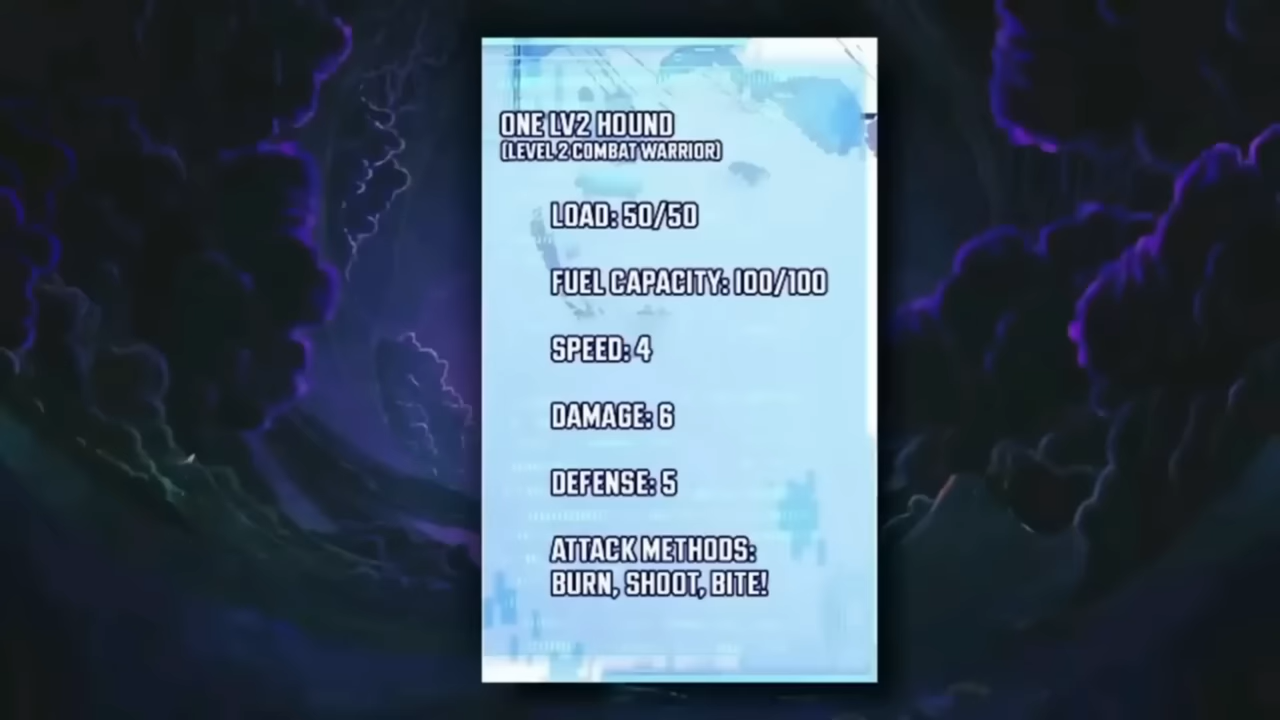 ONE LV2 HOUND
(LEVEL 2 COMBAT WARRIOR)
LOAD: 50/50
FUEL CAPACITY: 100/100
SPEED: 4
DAMAGE: 6
DEFENSE: 5
ATTACK METHODS:
BURN, SHOOT, BITE!